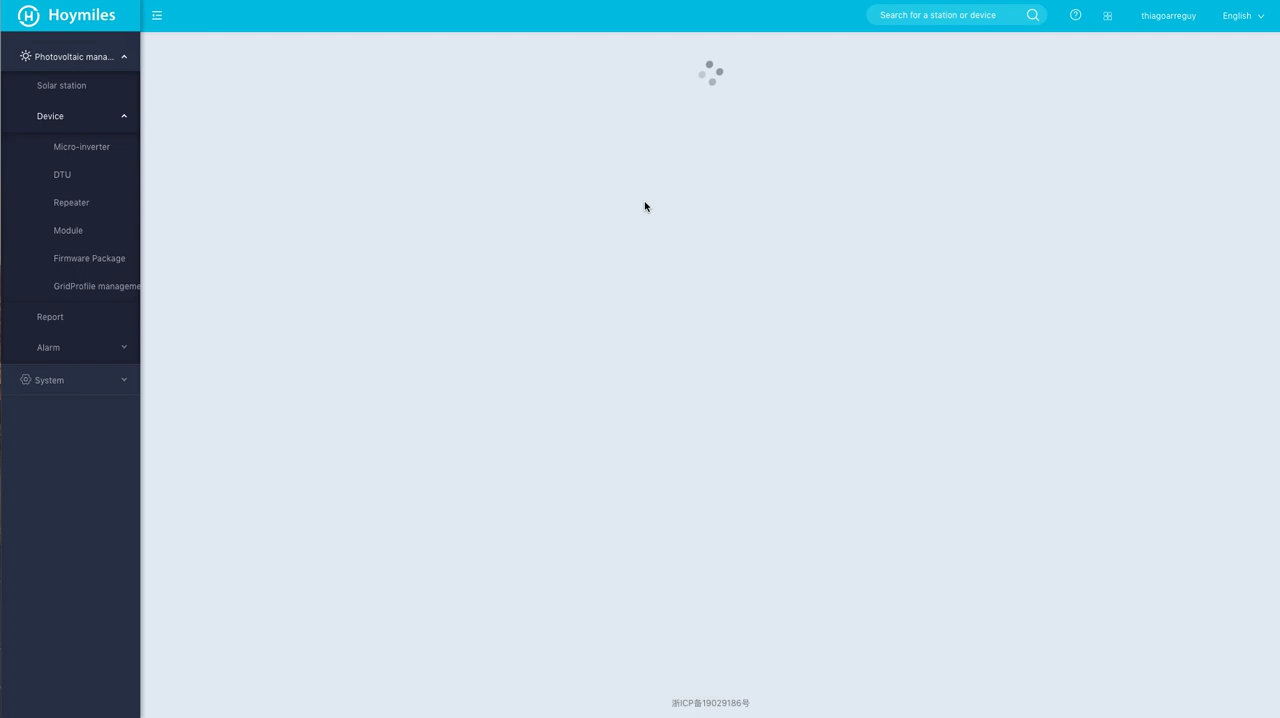 Hoymiles
Search for a station or device
thiagoarreguy
English
Photovoltaic mana...
Solar station
Device
Micro-inverter
DTU
Repeater
Module
Firmware Package
GridProfile manageme
Report
Alarm
System
浙ICP备19029186号